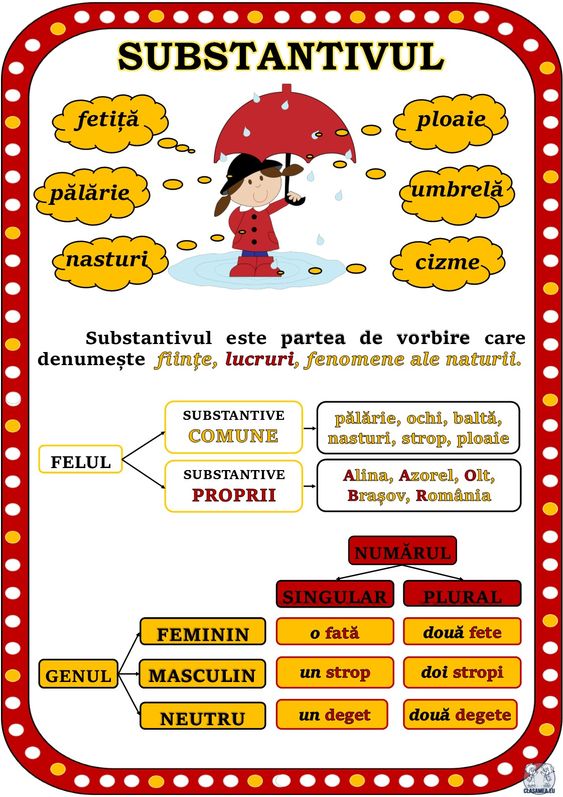 SUBSTANTIVUL
fetiță
ploaie
pălărie
umbrelă
nasturi
cizme
Substantivul este partea de vorbire care
denumește ființe, lucruri, fenomene ale naturii.
FELUL
SUBSTANTIVE
COMUNE
pălărie, ochi, baltă,
nasturi, strop, ploaie
SUBSTANTIVE
PROPRII
Alina, Azorel, Olt,
Brașov, România
NUMĂRUL
SINGULAR PLURAL
GENUL
FEMININ o fată două fete
MASCULIN un strop doi stropi
NEUTRU un deget două degete
CLASAMEA.EU